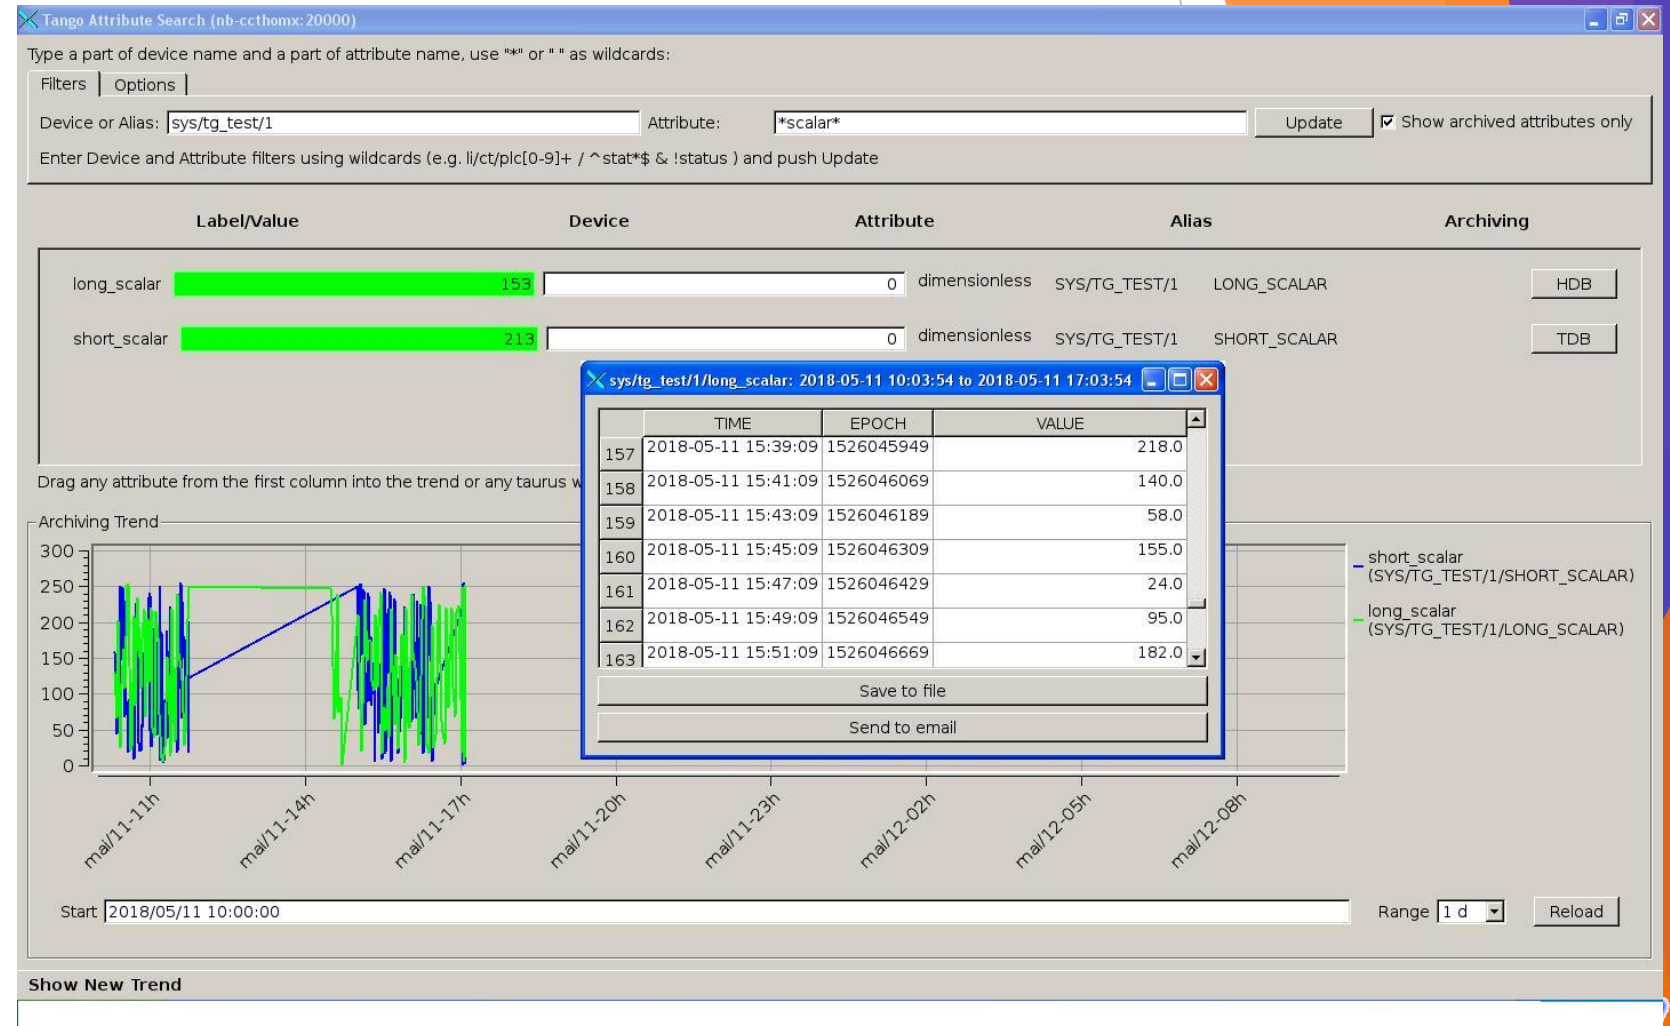 Tango Attribute Search (nb-ccthomx:20000)
Type a part of device name and a part of attribute name, use "*" or " " as wildcards:
Filters Options
Device or Alias: sys/tg_test/1 Attribute: *scalar* Update Show archived attributes only
Enter Device and Attribute filters using wildcards (e.g. li/ct/plc[0-9]+ / ^stat*$ & !status ) and push Update
Label/Value Device Attribute Alias Archiving
long_scalar 153 0 dimensionless SYS/TG_TEST/1 LONG_SCALAR HDB
short_scalar 213 0 dimensionless SYS/TG_TEST/1 SHORT_SCALAR TDB
sys/tg_test/1/long_scalar: 2018-05-11 10:03:54 to 2018-05-11 17:03:54
TIME EPOCH VALUE
157 2018-05-11 15:39:09 1526045949 218.0
158 2018-05-11 15:41:09 1526046069 140.0
159 2018-05-11 15:43:09 1526046189 58.0
160 2018-05-11 15:45:09 1526046309 155.0
161 2018-05-11 15:47:09 1526046429 24.0
162 2018-05-11 15:49:09 1526046549 95.0
163 2018-05-11 15:51:09 1526046669 182.0
Save to file
Send to email
Drag any attribute from the first column into the trend or any taurus w
Archiving Trend
300
250
200
150
100
50
0
short_scalar
(SYS/TG_TEST/1/SHORT_SCALAR)
long_scalar
(SYS/TG_TEST/1/LONG_SCALAR)
mai/11-11h mai/11-14h mai/11-17h mai/11-20h mai/11-23h mai/12-02h mai/12-05h mai/12-08h
Start 2018/05/11 10:00:00 Range 1 d Reload
Show New Trend